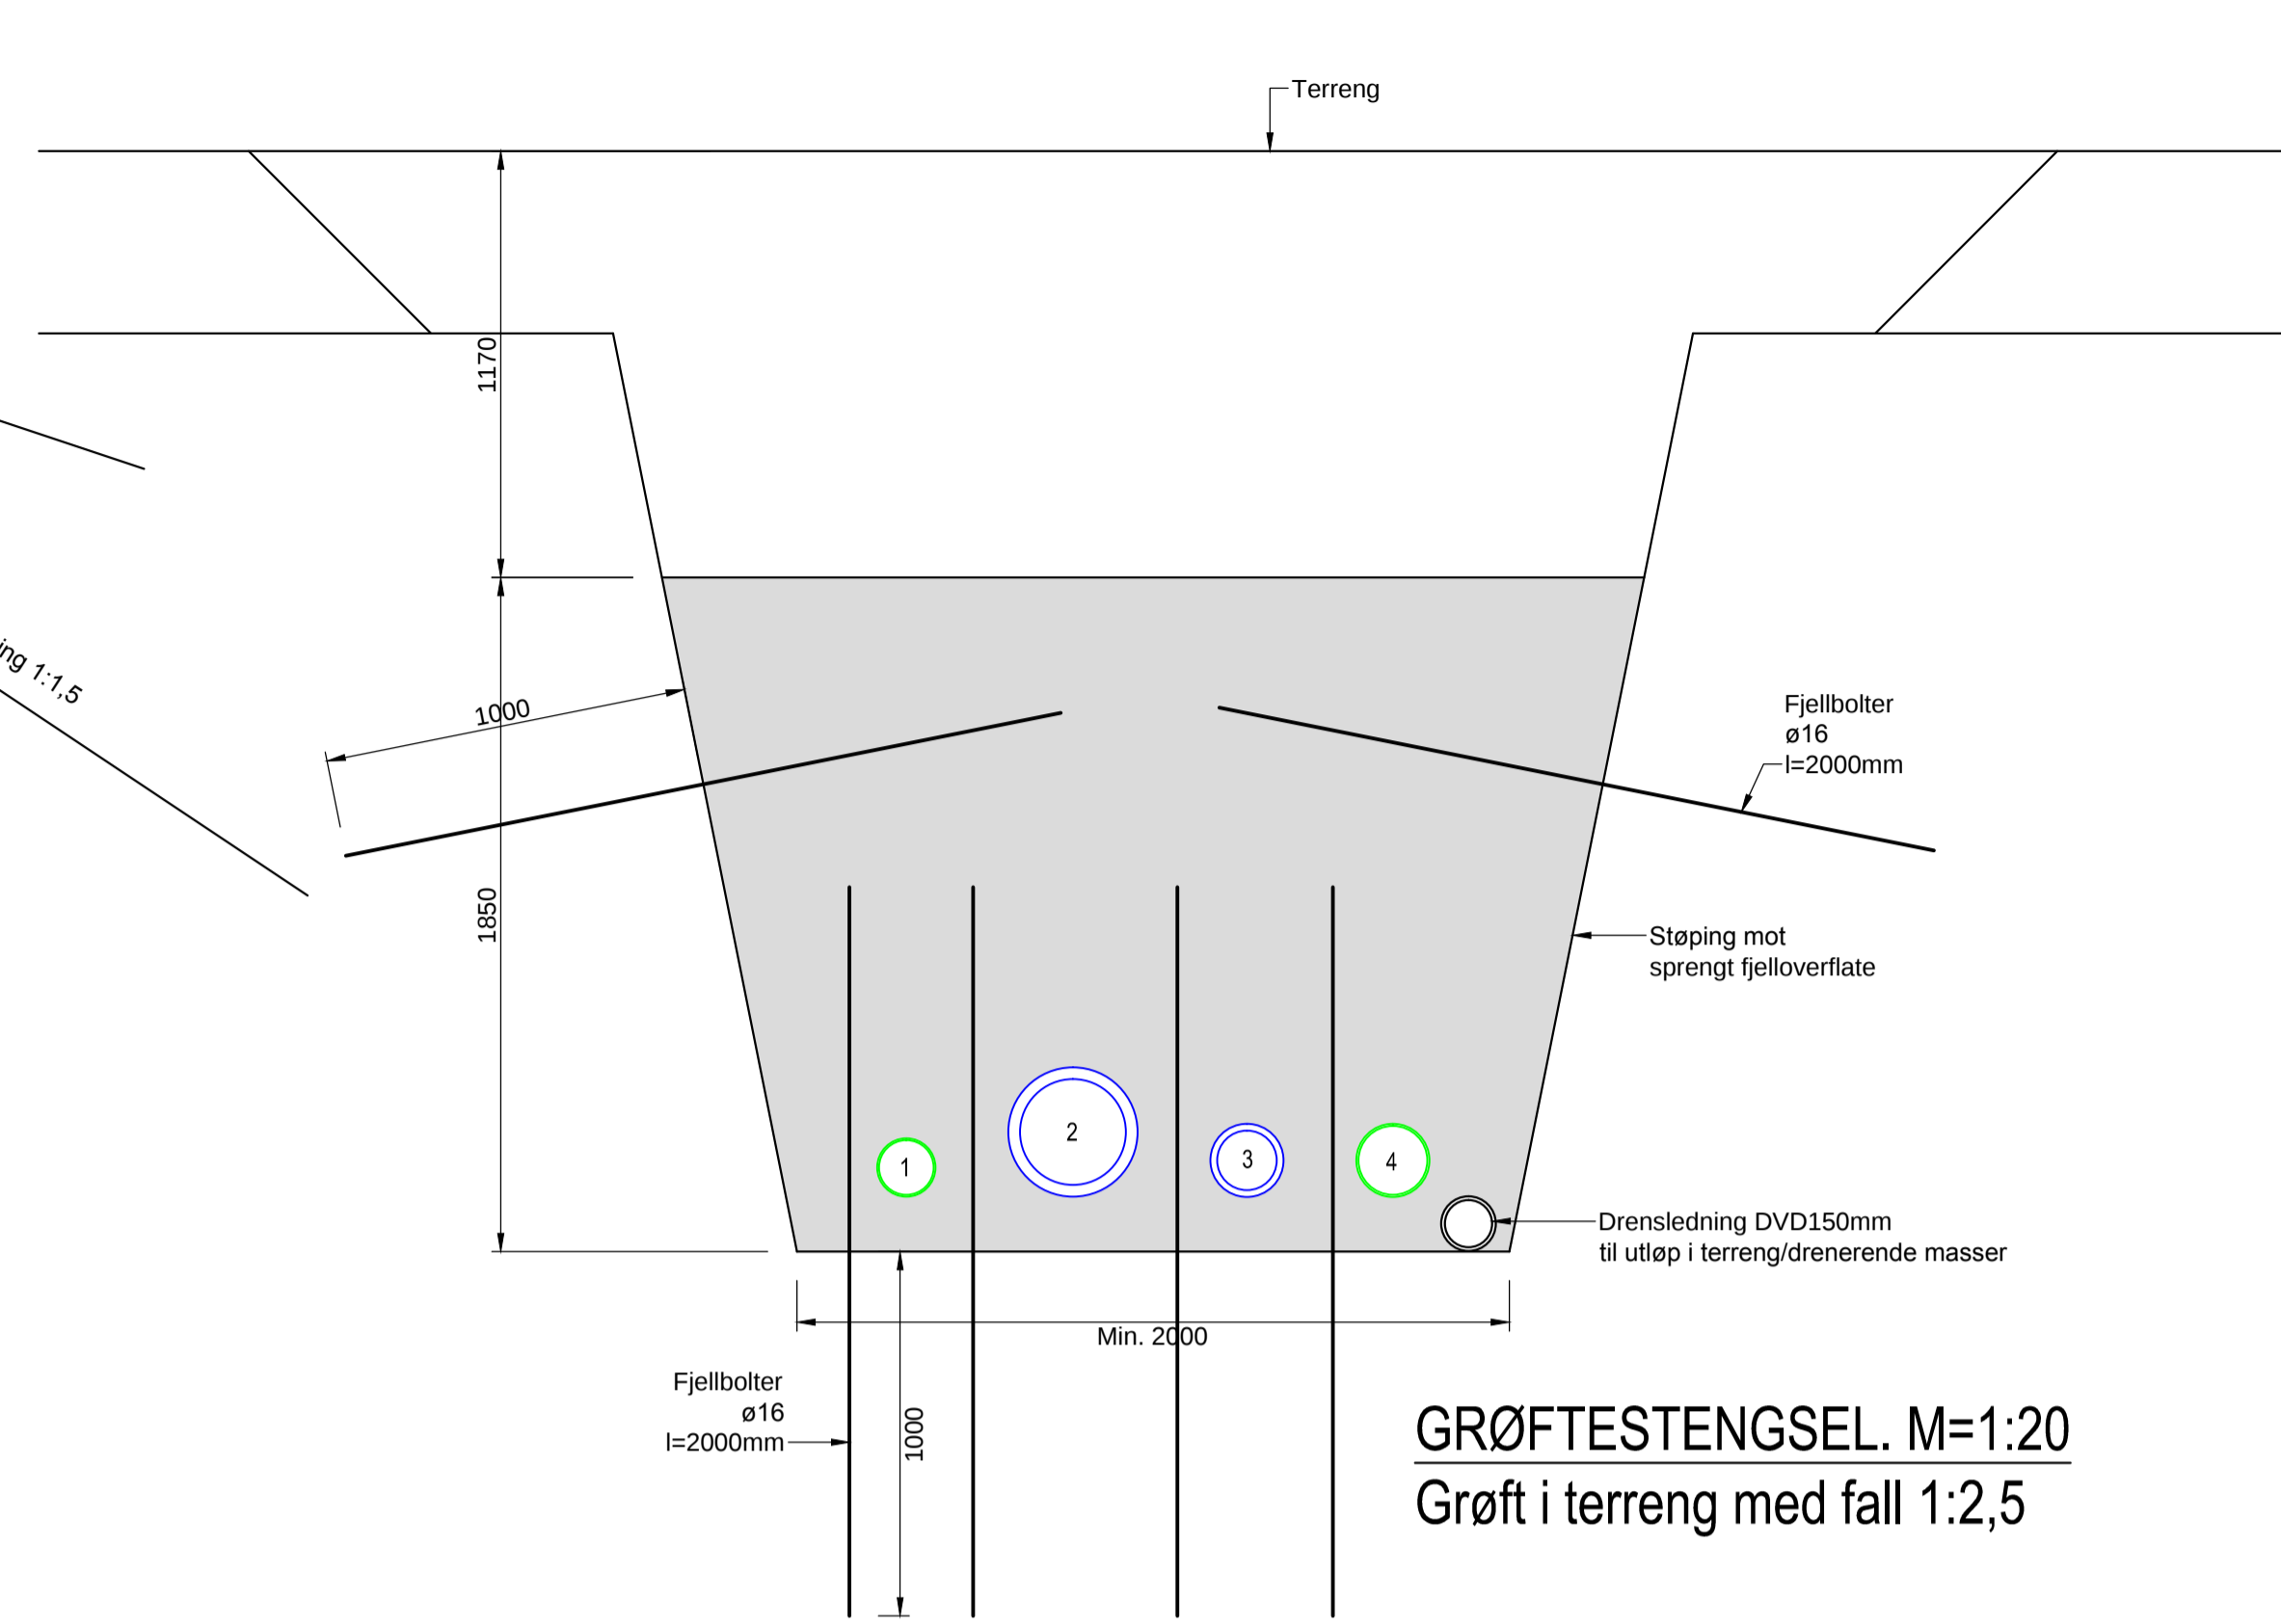 Terreng
1170
1:1,5
1000
Fjellbolter
ø16
l=2000mm
1850
Støping mot
sprengt fjelloverflate
1
2
3
4
Drensledning DVD150mm
til utløp i terreng/drenerende masser
Min. 2000
Fjellbolter
ø16
l=2000mm
1000
GRØFTESTENGSEL. M=1:20
Grøft i terreng med fall 1:2,5